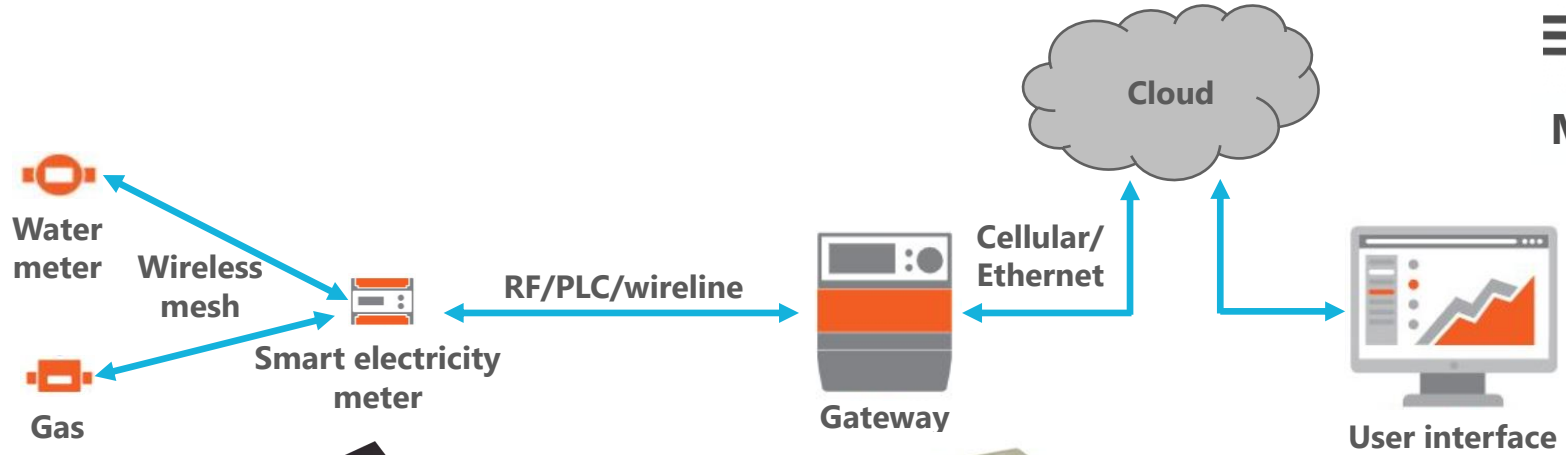 Cloud
M
Water
meter
Wireless
mesh
RF/PLC/wireline
Cellular/
Ethernet
Smart electricity
meter
Gas
Gateway
User interface